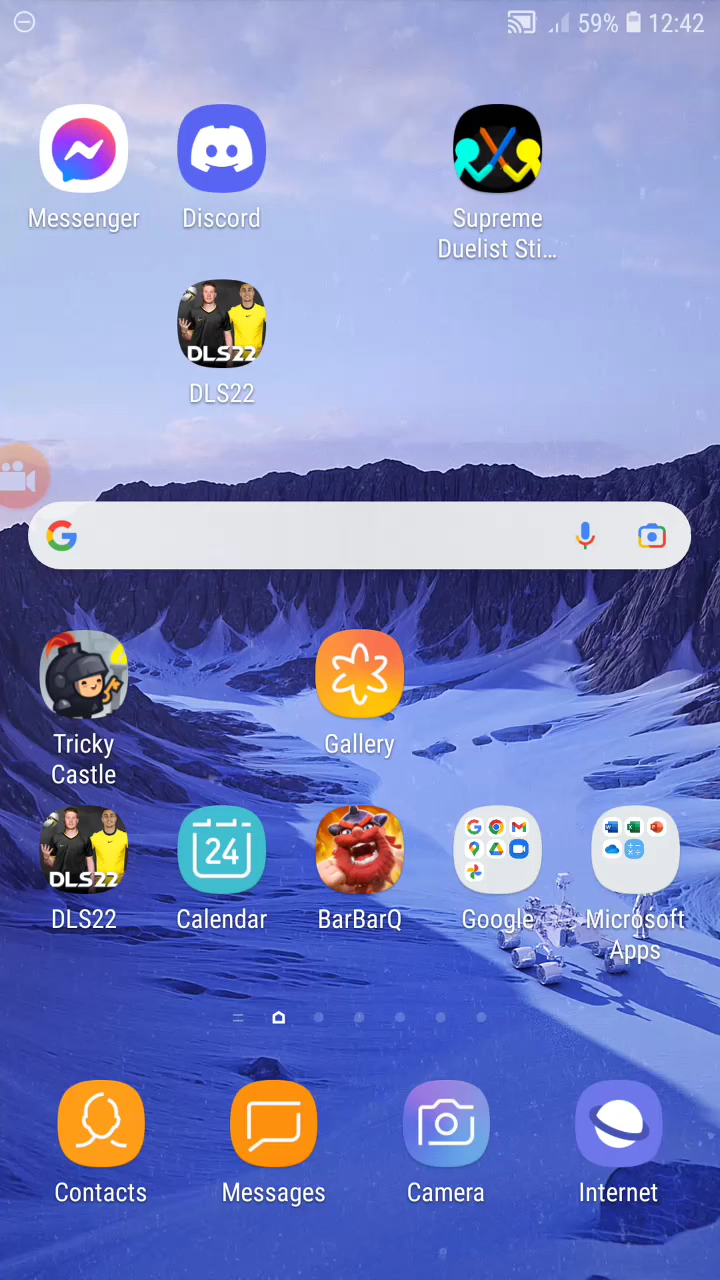 59% 12:42
Messenger
Discord
Supreme
Duelist Sti...
DLS22
DLS22
Tricky
Castle
Gallery
DLS22
DLS22
24
Calendar
BarBarQ
Google
Microsoft
Apps
Contacts
Messages
Camera
Internet